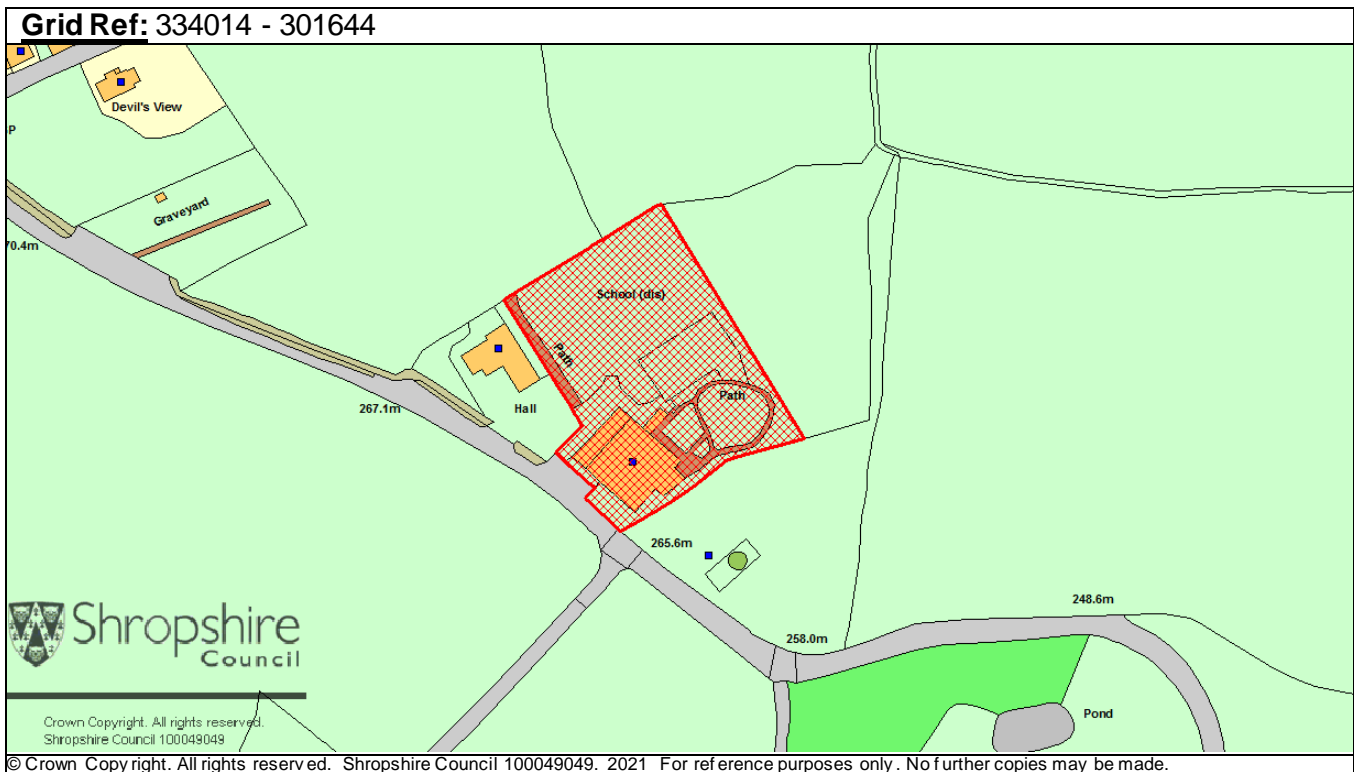 Grid Ref: 334014 - 301644
Devil's View
P
Graveyard
70.4m
School (dis)
Path
Path
267.1m
Hall
265.6m
248.6m
258.0m
Pond
Shropshire
Council
Crown Copyright. All rights reserved.
Shropshire Council 100049049
© Crown Copyright. All rights reserved. Shropshire Council 100049049. 2021 For reference purposes only. No further copies may be made.